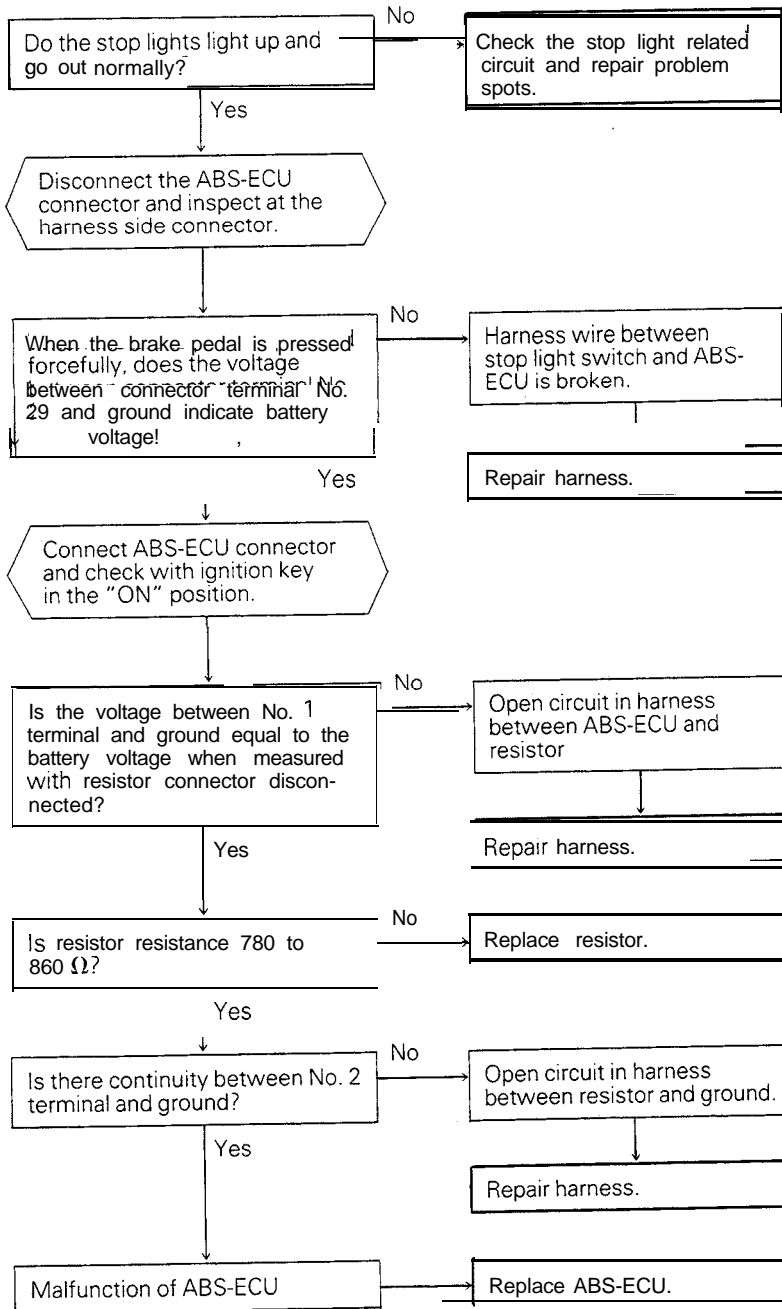 Do the stop lights light up and
go out normally?
No
Check the stop light related
circuit and repair problem
spots.
Yes
Disconnect the ABS-ECU
connector and inspect at the
harness side connector.
When the brake pedal is pressed
forcefully, does the voltage
between connector terminal No.
29 and ground indicate battery
voltage!
No
Harness wire between
stop light switch and ABS-
ECU is broken.
Repair harness.
Yes
Connect ABS-ECU connector
and check with ignition key
in the "ON" position.
Is the voltage between No. 1
terminal and ground equal to the
battery voltage when measured
with resistor connector discon-
nected?
No
Open circuit in harness
between ABS-ECU and
resistor
Repair harness.
Yes
Is resistor resistance 780 to
860 Ω?
No
Replace resistor.
Yes
Is there continuity between No. 2
terminal and ground?
No
Open circuit in harness
between resistor and ground.
Repair harness.
Yes
Malfunction of ABS-ECU
Replace ABS-ECU.